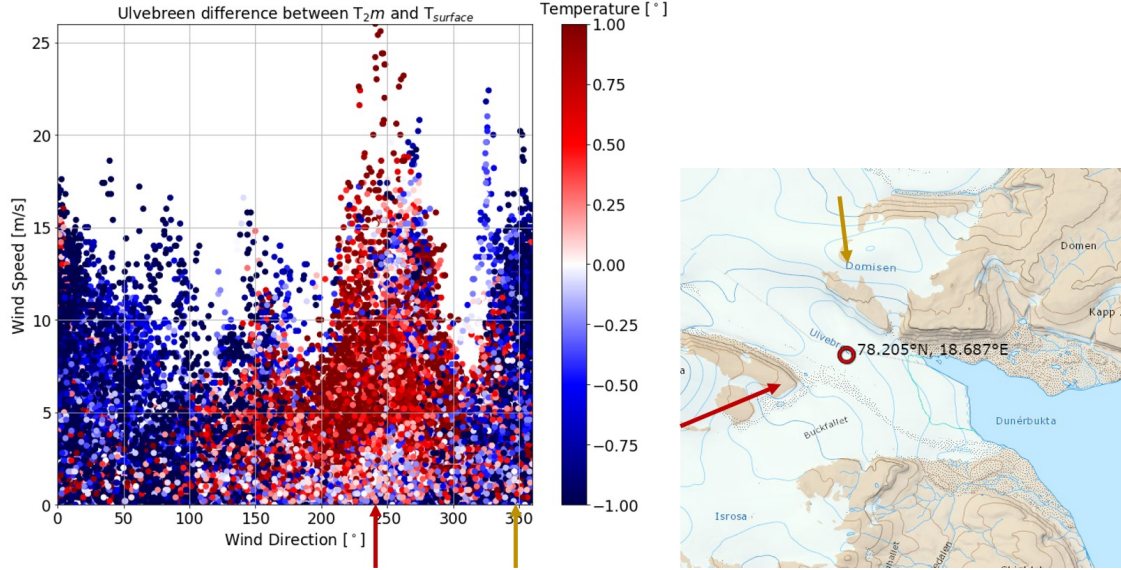 Ulvebreen difference between T₂m and Tsurface
Temperature [°]
25
20
15
10
5
0
Wind Speed [m/s]
0 50 100 150 200 250 300 350
Wind Direction [°]
1.00
0.75
0.50
0.25
0.00
−0.25
−0.50
−0.75
−1.00
Domen
Domisen
Kapp
Ulvebr
78.205°N, 18.687°E
a
Buckfallet
Dunérbukta
Isrosa